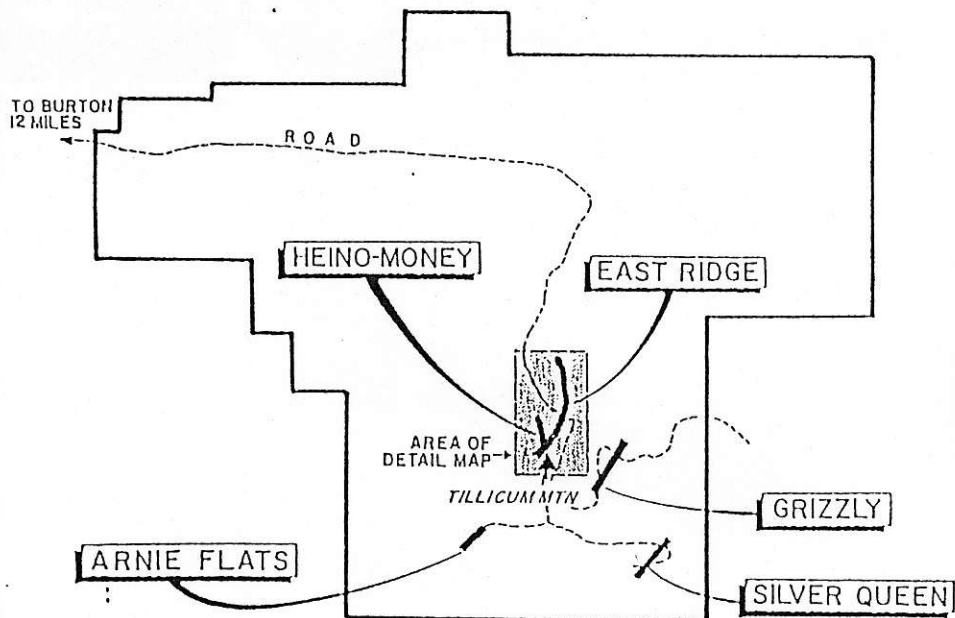 TO BURTON
12 MILES
ROAD
HEINO-MONEY
EAST RIDGE
AREA OF
DETAIL MAP
TILLICUM MTN
GRIZZLY
ARNIE FLATS
SILVER QUEEN